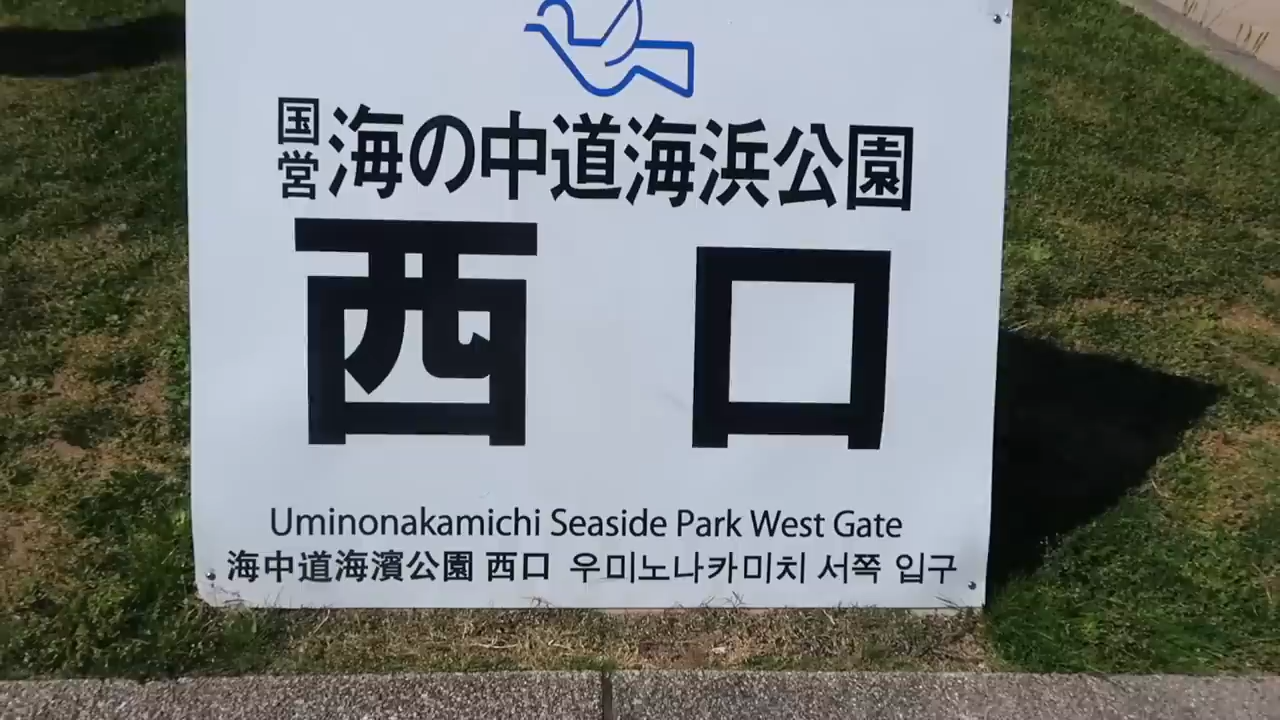 国営 海の中道海浜公園
西 口
Uminonakamichi Seaside Park West Gate
海中道海濱公園 西口 우미노나카미치 서쪽 입구